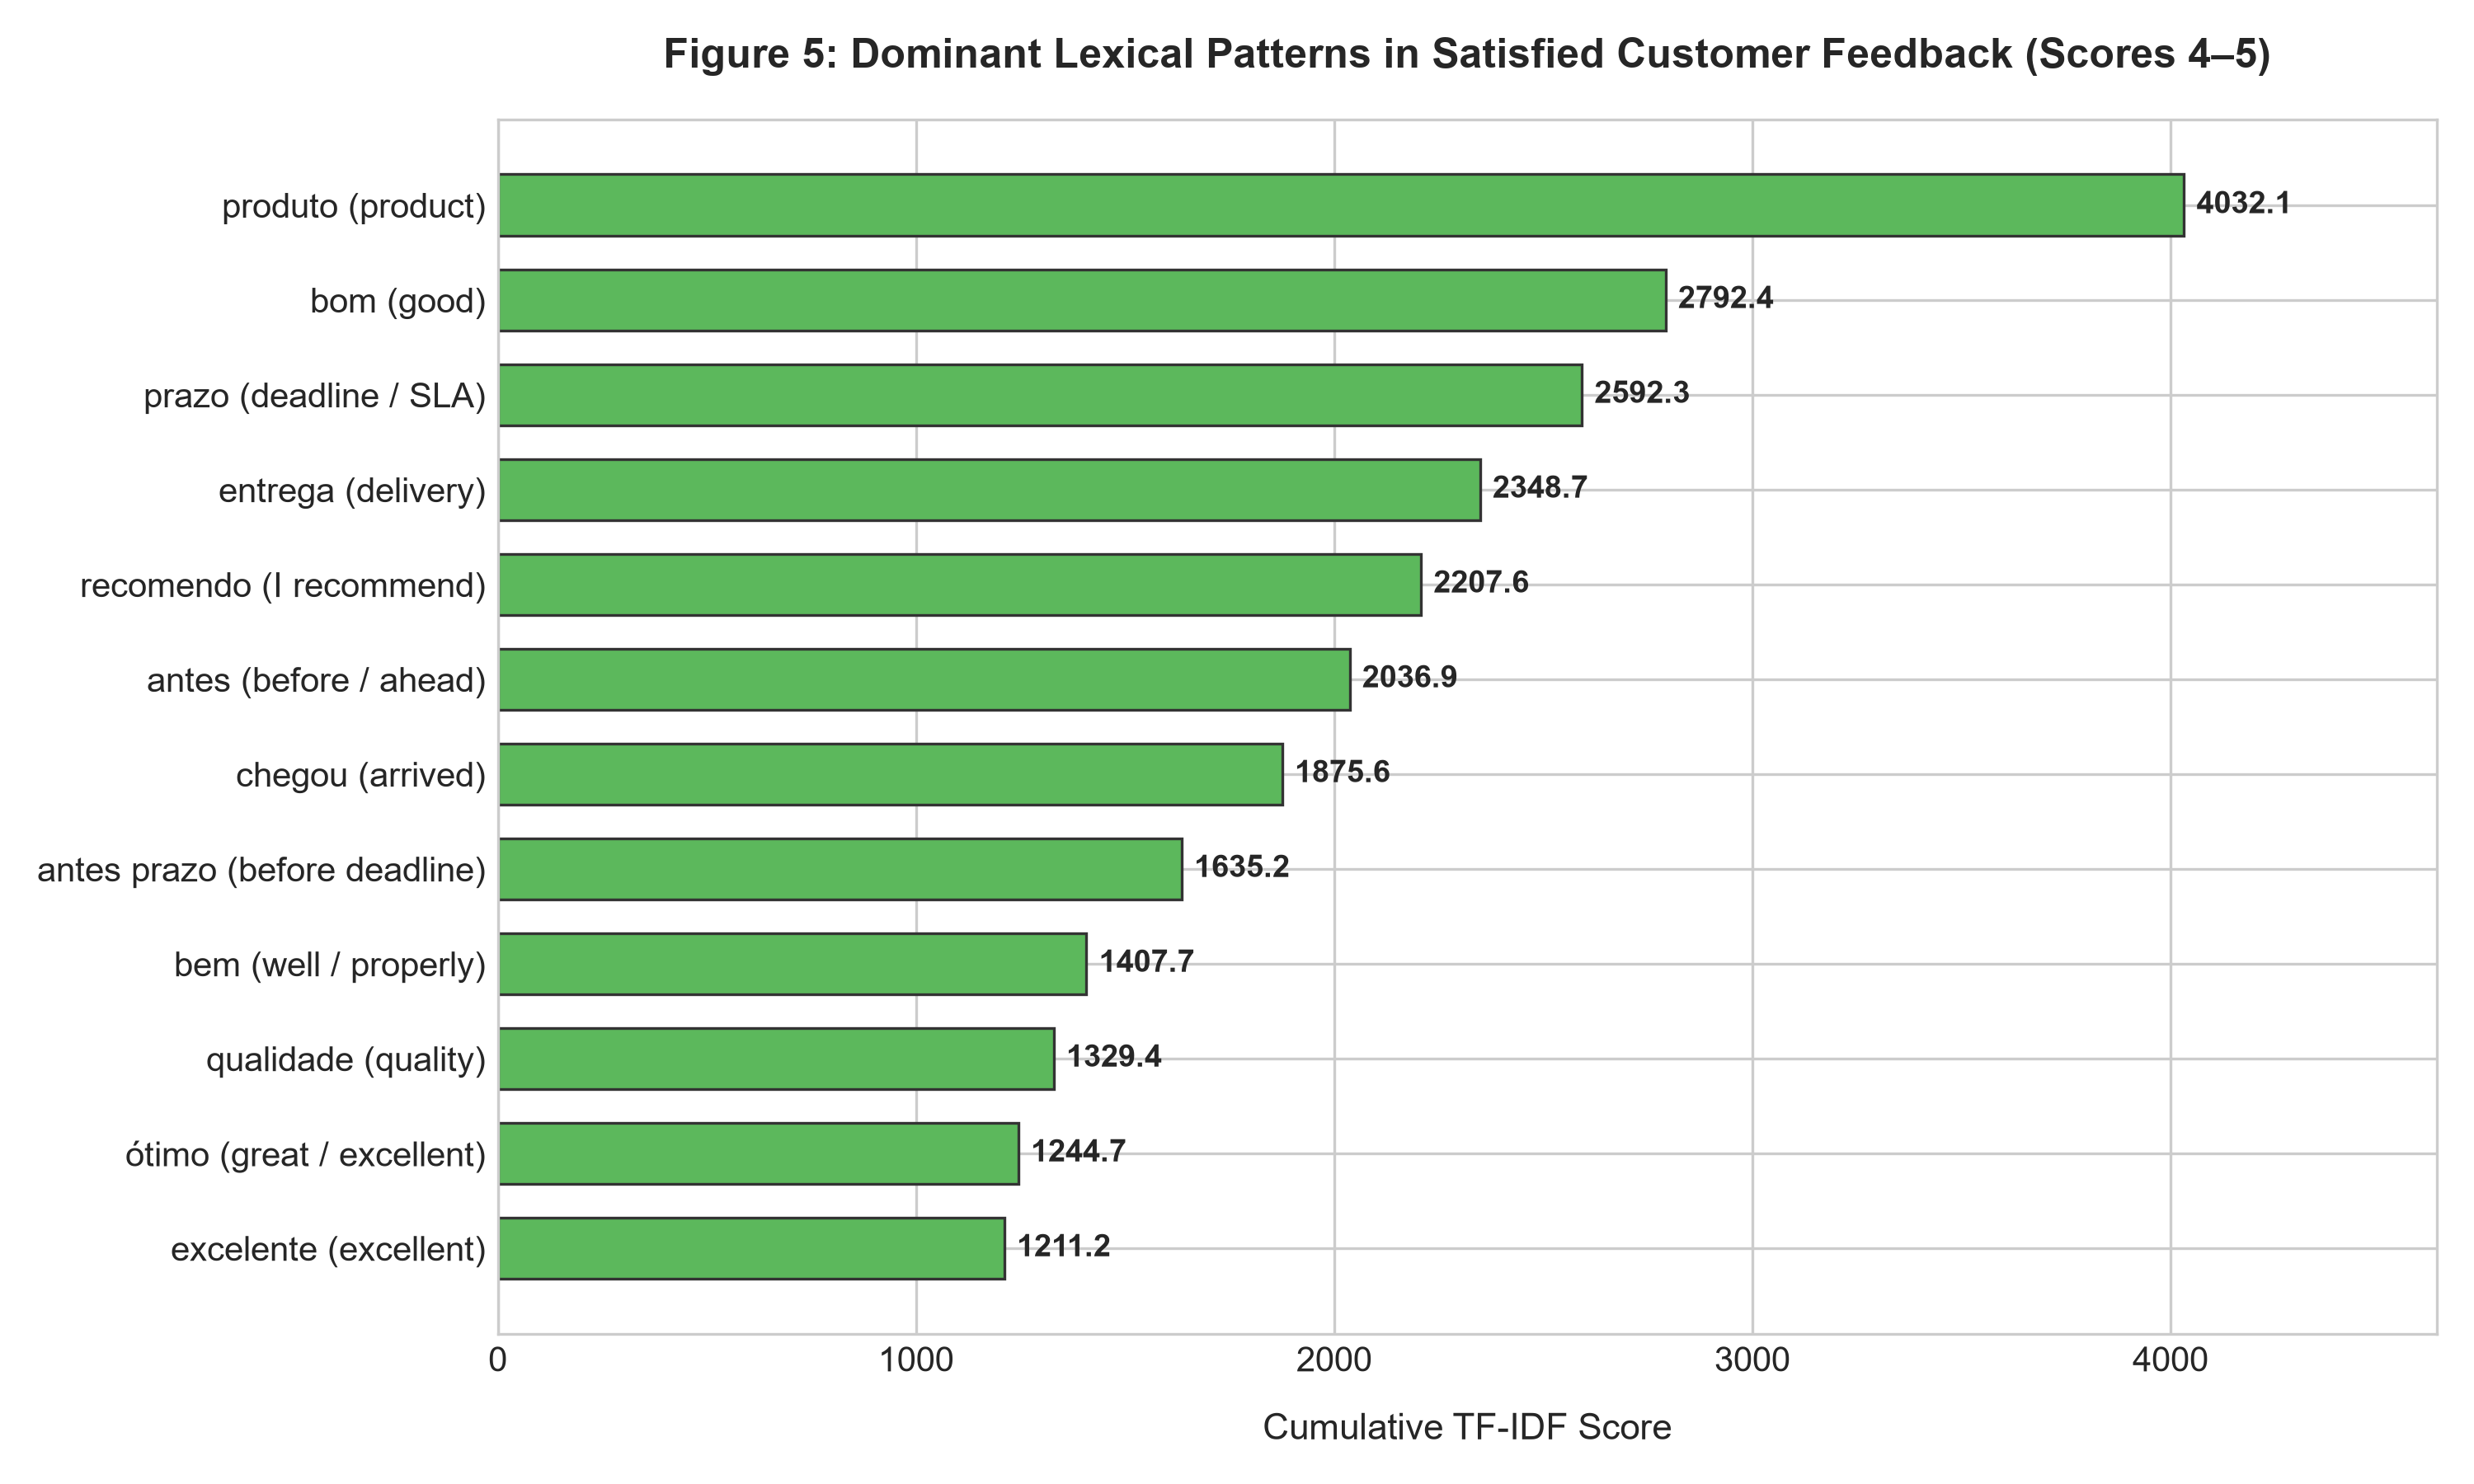 Figure 5: Dominant Lexical Patterns in Satisfied Customer Feedback (Scores 4–5)
produto (product) 4032.1
bom (good) 2792.4
prazo (deadline / SLA) 2592.3
entrega (delivery) 2348.7
recomendo (I recommend) 2207.6
antes (before / ahead) 2036.9
chegou (arrived) 1875.6
antes prazo (before deadline) 1635.2
bem (well / properly) 1407.7
qualidade (quality) 1329.4
ótimo (great / excellent) 1244.7
excelente (excellent) 1211.2
0 1000 2000 3000 4000
Cumulative TF-IDF Score